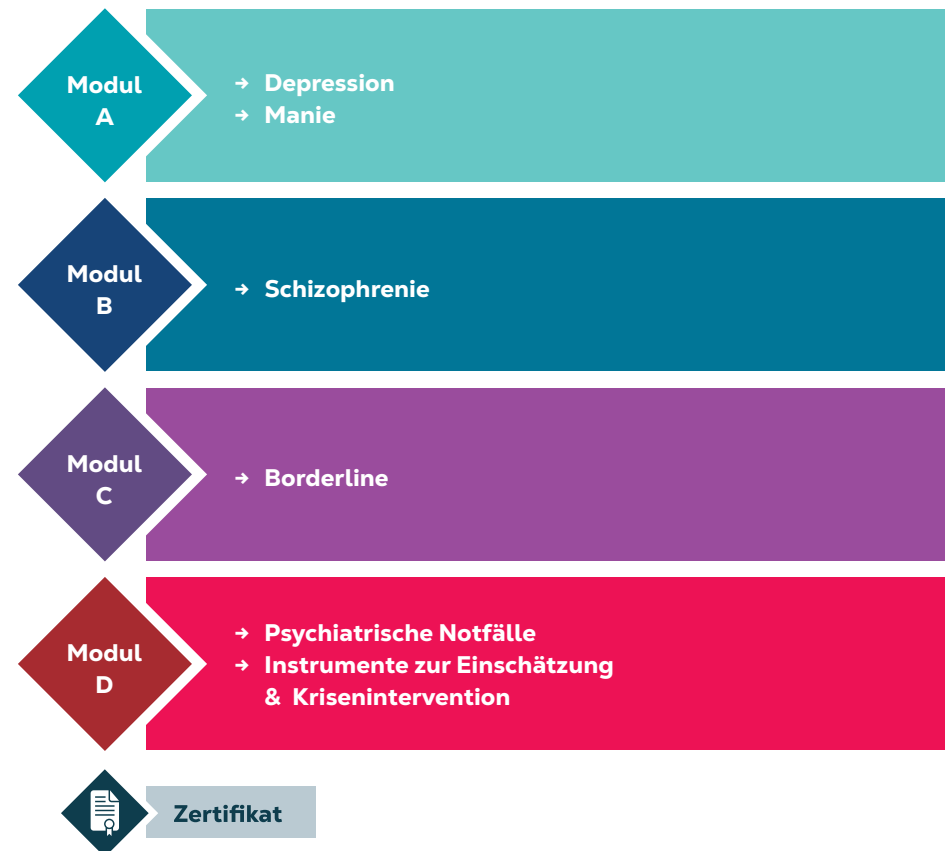 Modul
A
→ Depression
→ Manie
Modul
B
→ Schizophrenie
Modul
C
→ Borderline
Modul
D
→ Psychiatrische Notfälle
→ Instrumente zur Einschätzung
& Krisenintervention
Zertifikat